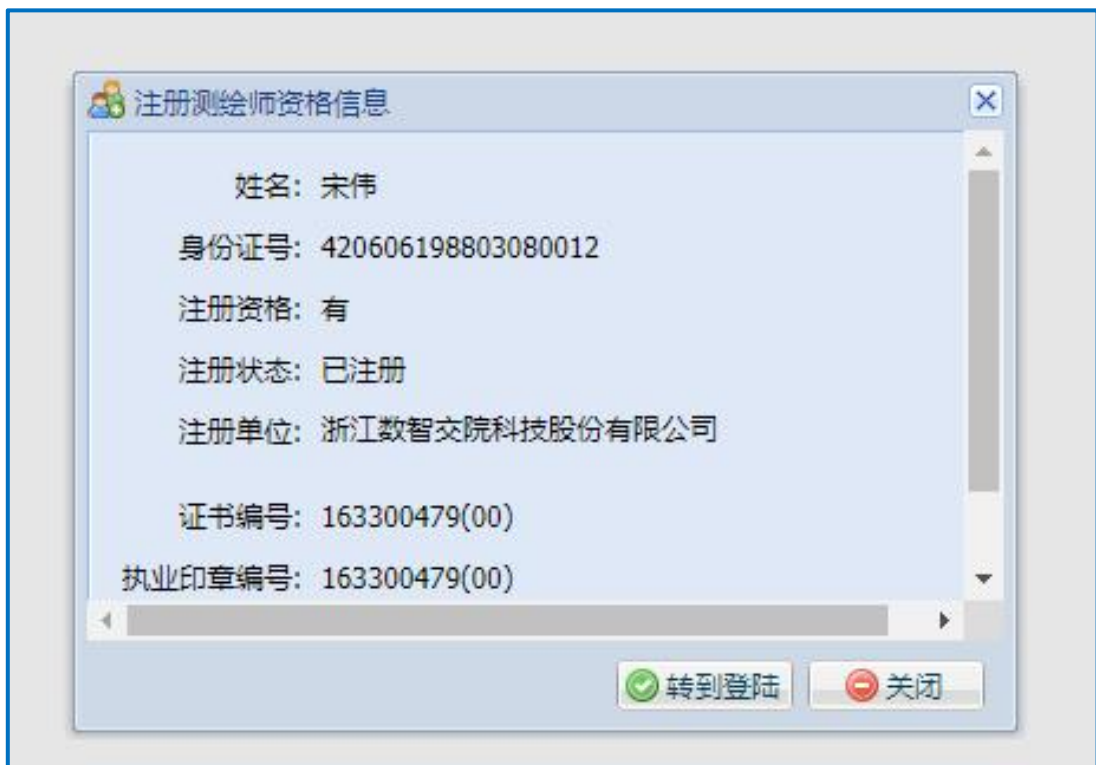 注册测绘师资格信息
姓名: 宋伟
身份证号: 420606198803080012
注册资格: 有
注册状态: 已注册
注册单位: 浙江数智交院科技股份有限公司
证书编号: 163300479(00)
执业印章编号: 163300479(00)
转到登陆 关闭